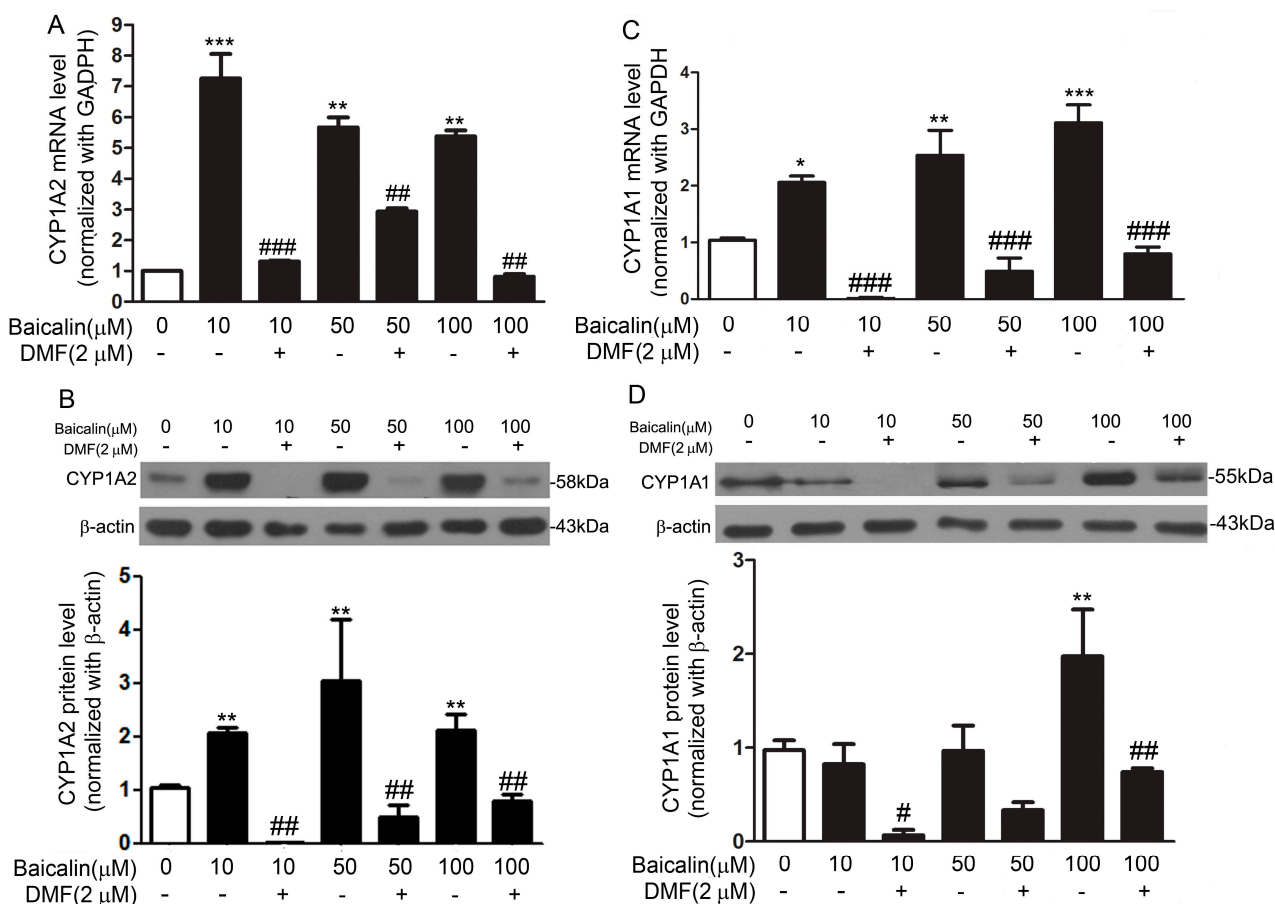 A
CYP1A2 mRNA level
(normalized with GADPH)
9
8
7
6
5
4
3
2
1
0
***
###
**
##
**
##
Baicalin(μM) 0 10 10 50 50 100 100
DMF(2 μM) - - + - + - +
C
CYP1A1 mRNA level
(normalized with GAPDH
4
3
2
1
0
*
###
**
###
***
###
Baicalin(μM) 0 10 10 50 50 100 100
DMF(2 μM) - - + - + - +
B
Baicalin(μM) 0 10 10 50 50 100 100
DMF(2 μM) - - + - + - +
CYP1A2 -58kDa
β-actin -43kDa
CYP1A2 pritein level
(normalized with β-actin)
5
4
3
2
1
0
**
##
**
##
**
##
Baicalin(μM) 0 10 10 50 50 100 100
DMF(2 μM) - - + - + - +
D
Baicalin(μM) 0 10 10 50 50 100 100
DMF(2 μM) - - + - + - +
CYP1A1 -55kDa
β-actin -43kDa
CYP1A1 protein level
(normalized with β-actin)
3
2
1
0
#
**
##
Baicalin(μM) 0 10 10 50 50 100 100
DMF(2 μM) - - + - + - +